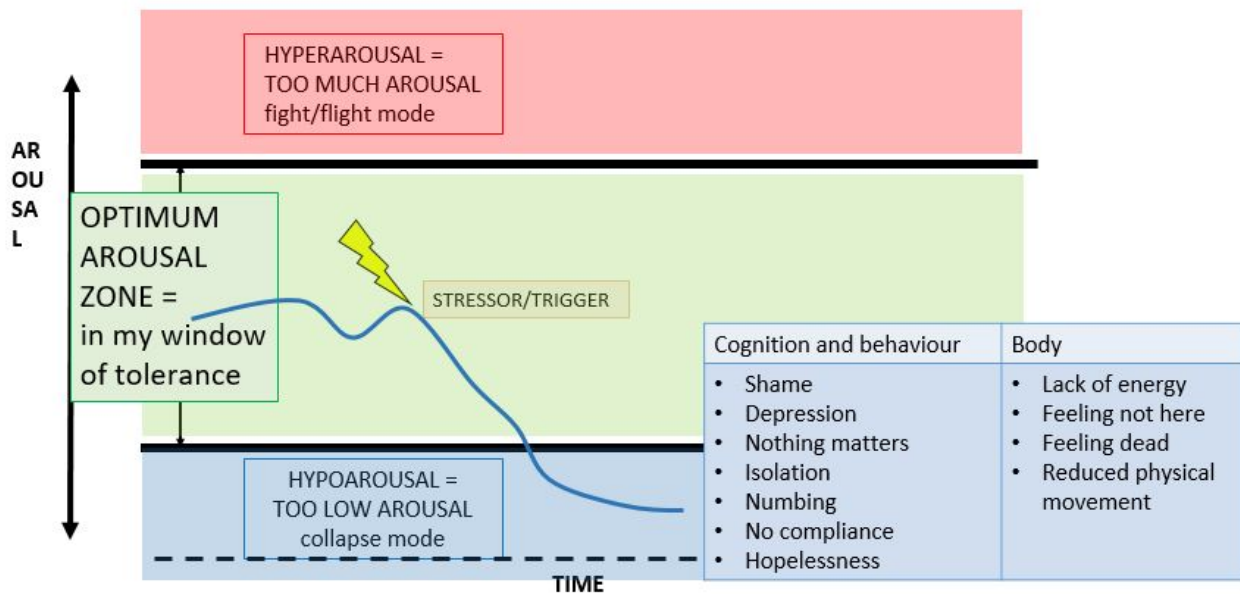 HYPERAROUSAL =
TOO MUCH AROUSAL
fight/flight mode
AR
OU
SA
L
OPTIMUM
AROUSAL
ZONE =
in my window
of tolerance
STRESSOR/TRIGGER
HYPOAROUSAL =
TOO LOW AROUSAL
collapse mode
TIME
Cognition and behaviour
• Shame
• Depression
• Nothing matters
• Isolation
• Numbing
• No compliance
• Hopelessness
Body
• Lack of energy
• Feeling not here
• Feeling dead
• Reduced physical
movement